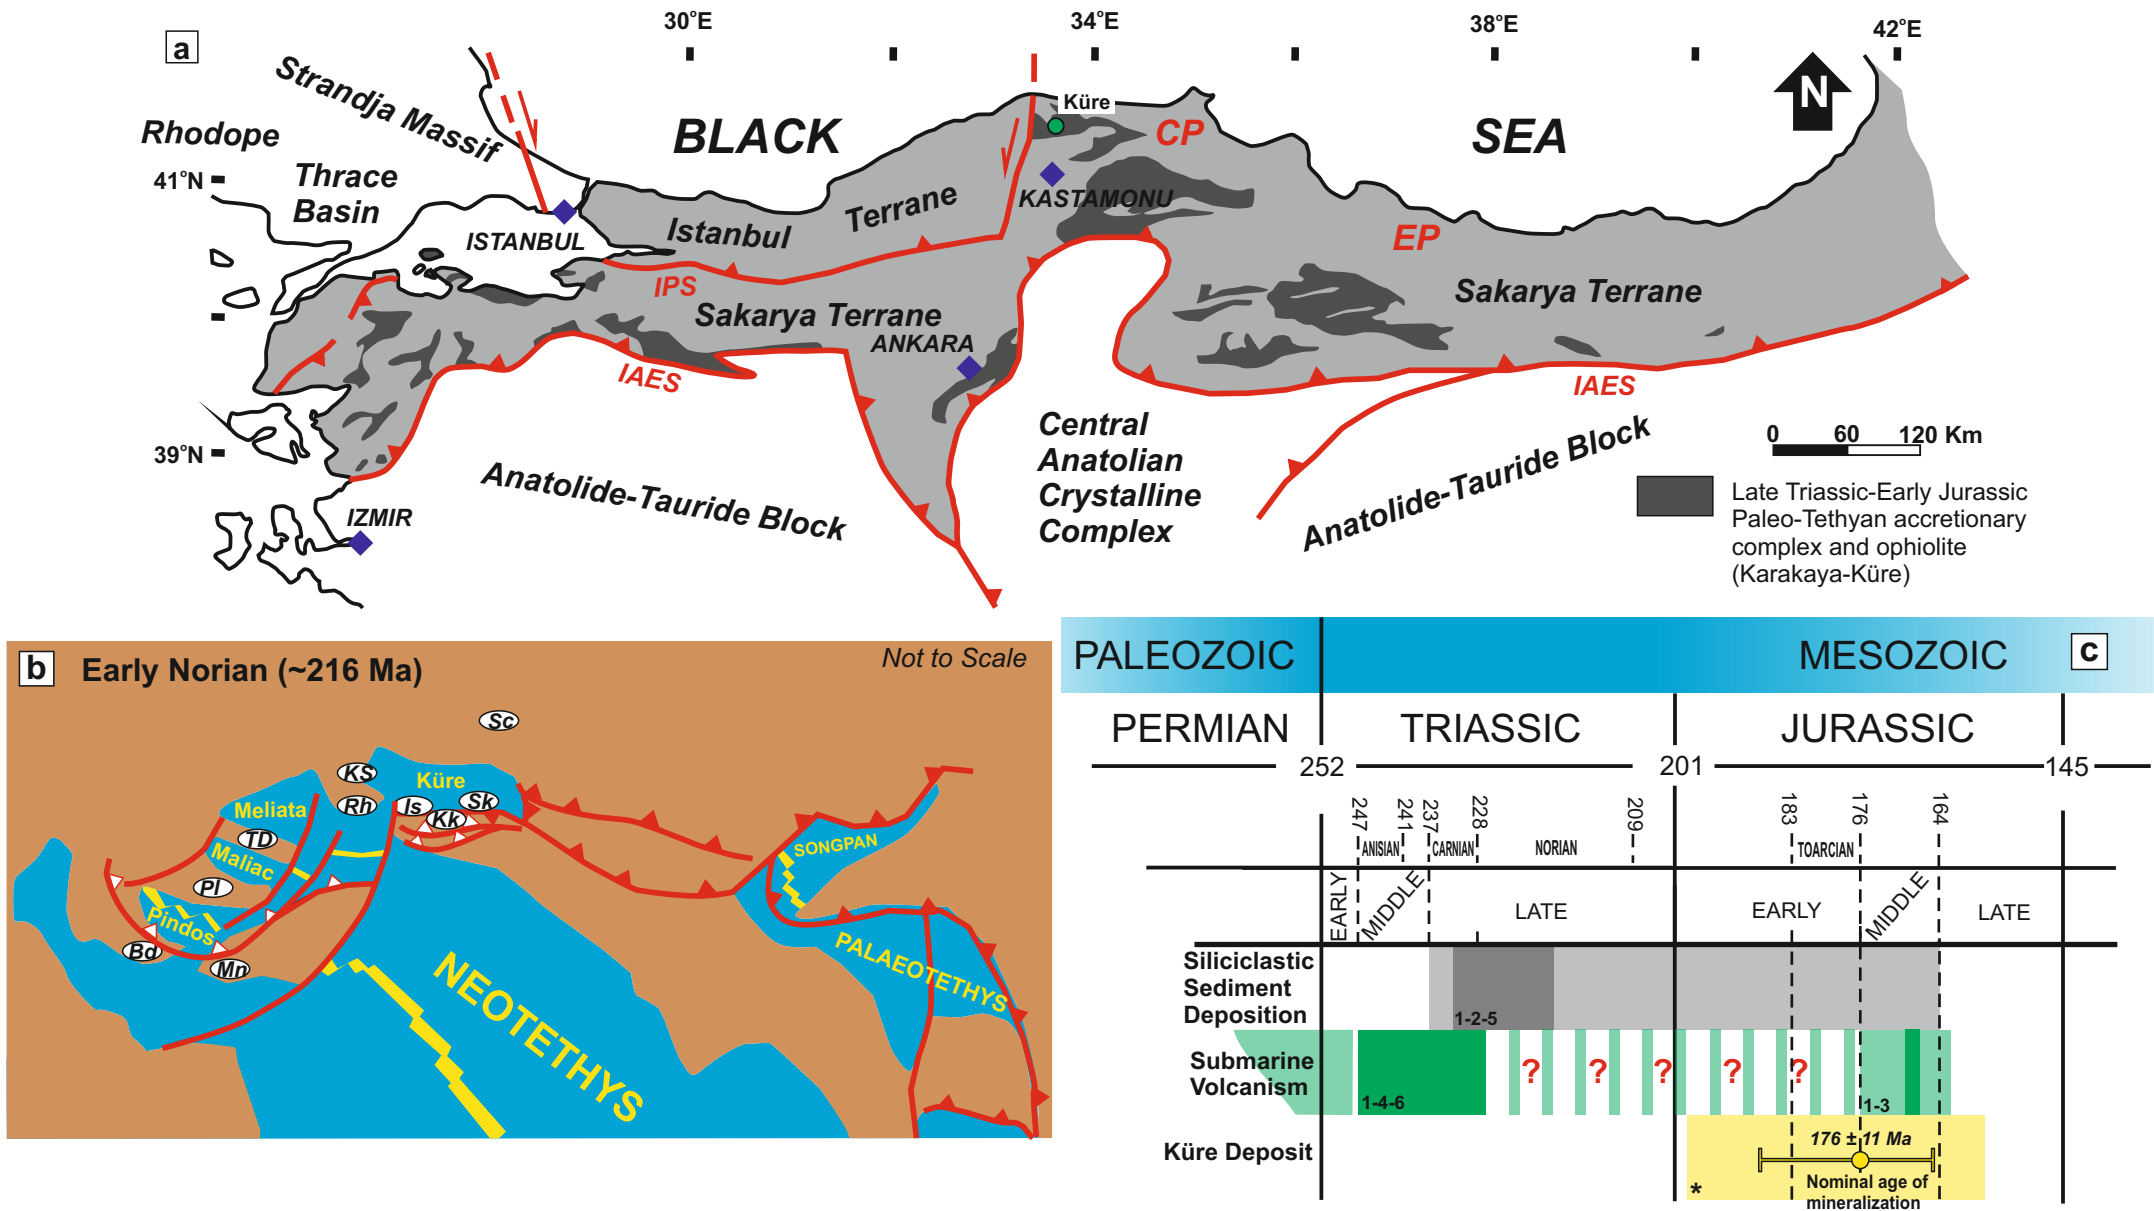 a
30°E
34°E
38°E
42°E
N
Strandja Massif
Rhodope
41°N
Thrace
Basin
BLACK
SEA
Küre
CP
KASTAMONU
ISTANBUL
Istanbul
Terrane
EP
IPS
Sakarya Terrane
Sakarya Terrane
ANKARA
IAES
IAES
39°N
Central
Anatolian
Crystalline
Complex
Anatolide-Tauride Block
Anatolide-Tauride Block
IZMIR
0 60 120 Km
Late Triassic-Early Jurassic
Paleo-Tethyan accretionary
complex and ophiolite
(Karakaya-Küre)
b
Early Norian (~216 Ma)
Not to Scale
Sc
KS
Küre
Meliata
Rh
Is
Sk
Kk
TD
Maliac
SONGPAN
Pl
Pindos
Bd
Mn
NEOTETHYS
PALAEOTETHYS
c
PALEOZOIC
MESOZOIC
PERMIAN
TRIASSIC
JURASSIC
252
201
145
247
241
237
228
209
183
176
164
ANISIAN
CARNIAN
NORIAN
TOARCIAN
EARLY
MIDDLE
LATE
EARLY
MIDDLE
LATE
Siliciclastic
Sediment
Deposition
1-2-5
Submarine
Volcanism
1-4-6
? ? ? ? ?
1-3
Küre Deposit
176 ± 11 Ma
Nominal age of
mineralization
*